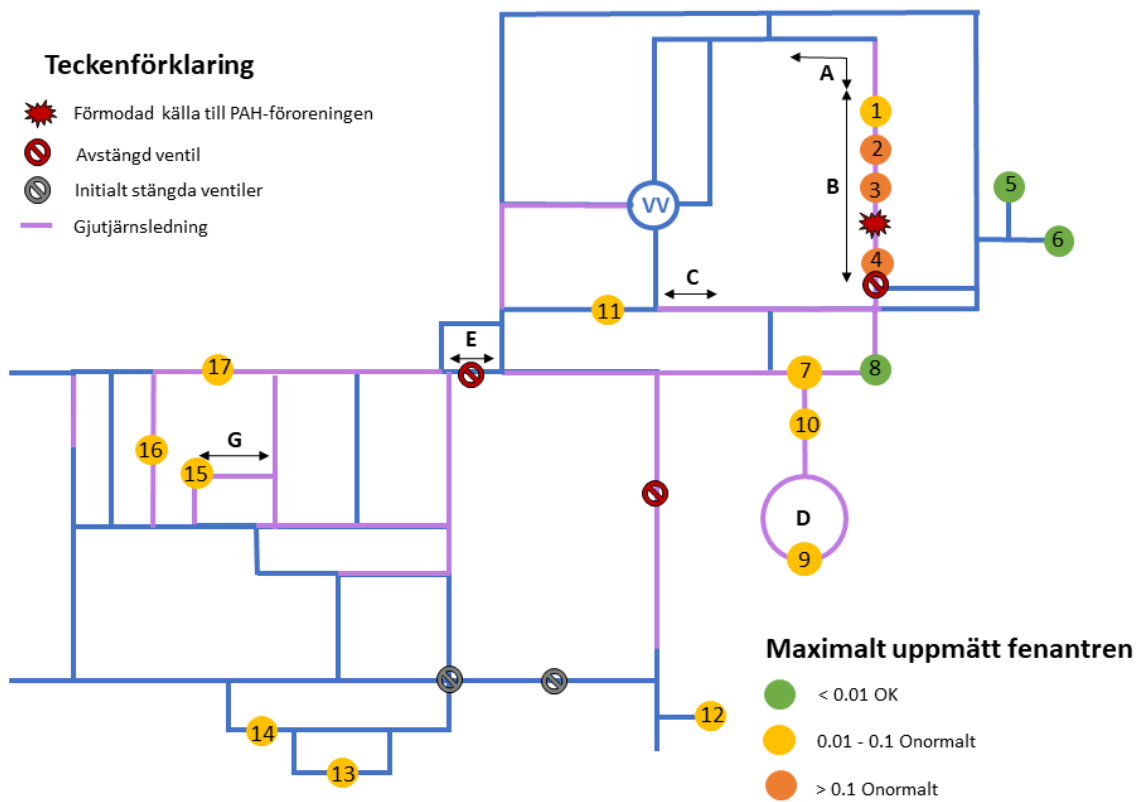 Teckenförklaring
Förmodad källa till PAH-föroreningen
Avstängd ventil
Initialt stängda ventiler
Gjutjärnsledning
A
1
2
B
3
5
VV
6
4
C
11
E
17
7
8
10
G
16
15
D
9
12
14
13
Maximalt uppmätt fenantren
< 0.01 OK
0.01 - 0.1 Onormalt
> 0.1 Onormalt